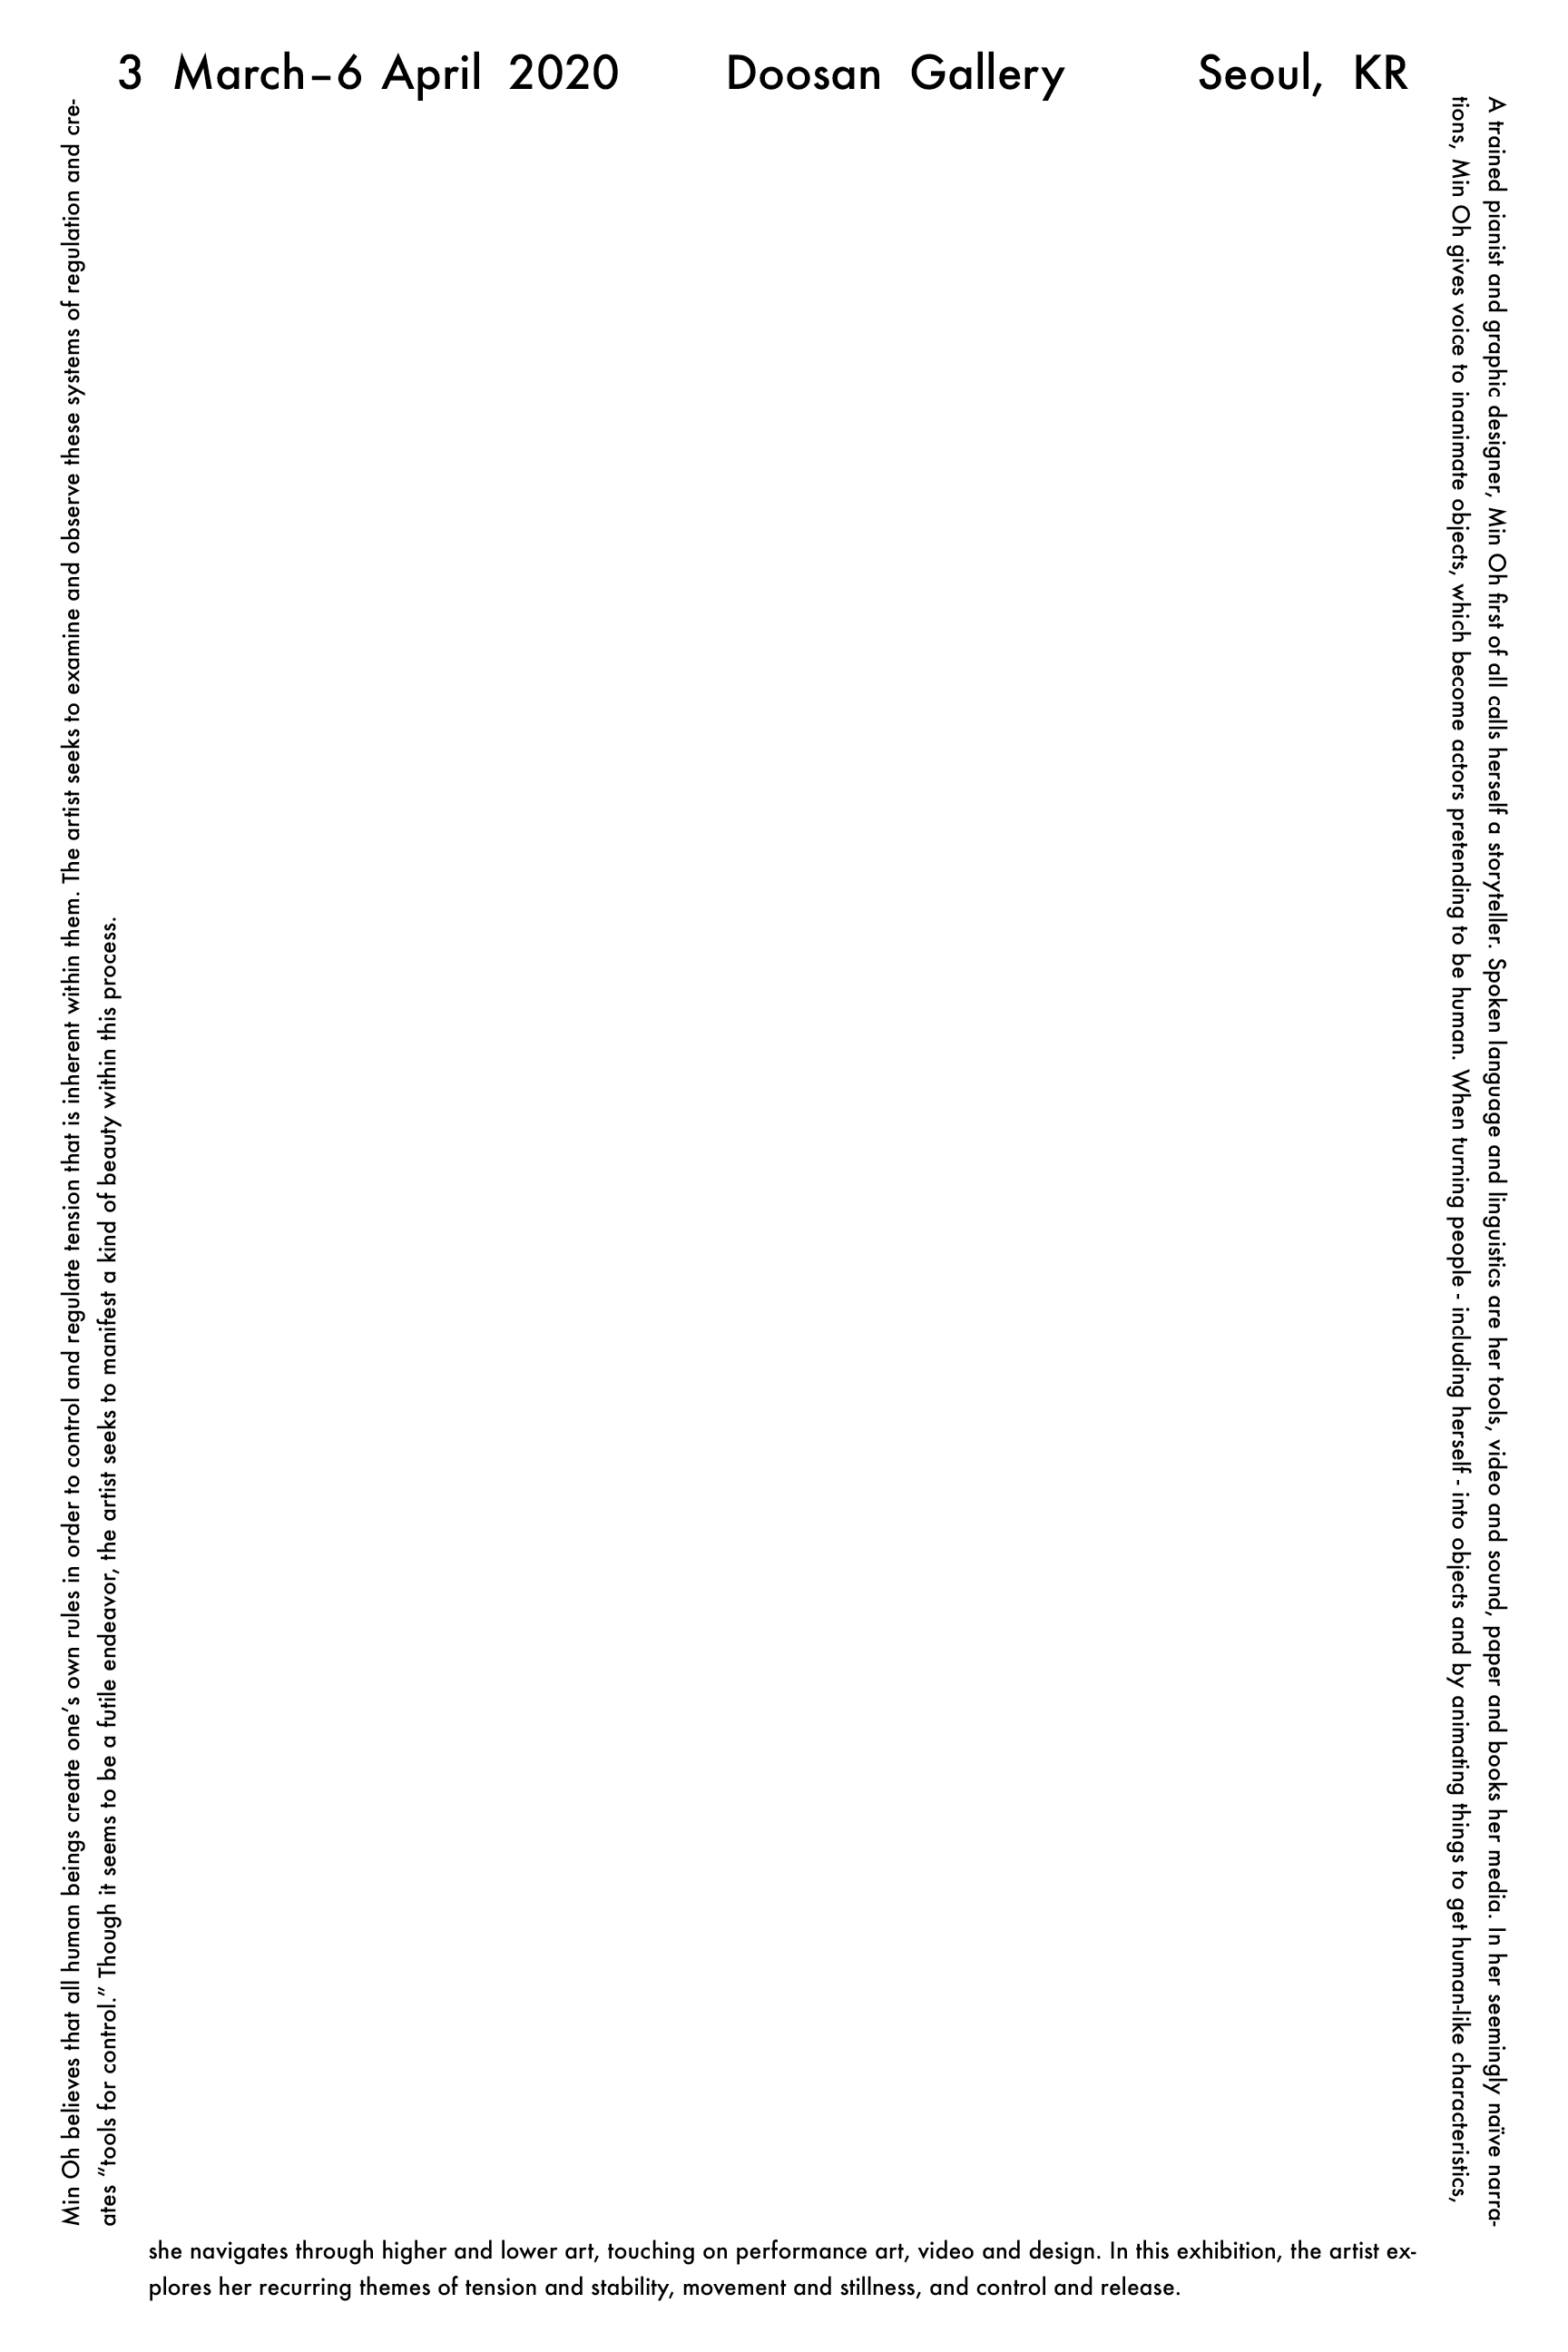 3 March–6 April 2020 Doosan Gallery Seoul, KR
A trained pianist and graphic designer, Min Oh first of all calls herself a storyteller. Spoken language and linguistics are her tools, video and sound, paper and books her media. In her seemingly naïve narra-
tions, Min Oh gives voice to inanimate objects, which become actors pretending to be human. When turning people - including herself - into objects and by animating things to get human-like characteristics,
she navigates through higher and lower art, touching on performance art, video and design. In this exhibition, the artist ex-
plores her recurring themes of tension and stability, movement and stillness, and control and release.
Min Oh believes that all human beings create one’s own rules in order to control and regulate tension that is inherent within them. The artist seeks to examine and observe these systems of regulation and cre-
ates “tools for control.” Though it seems to be a futile endeavor, the artist seeks to manifest a kind of beauty within this process.